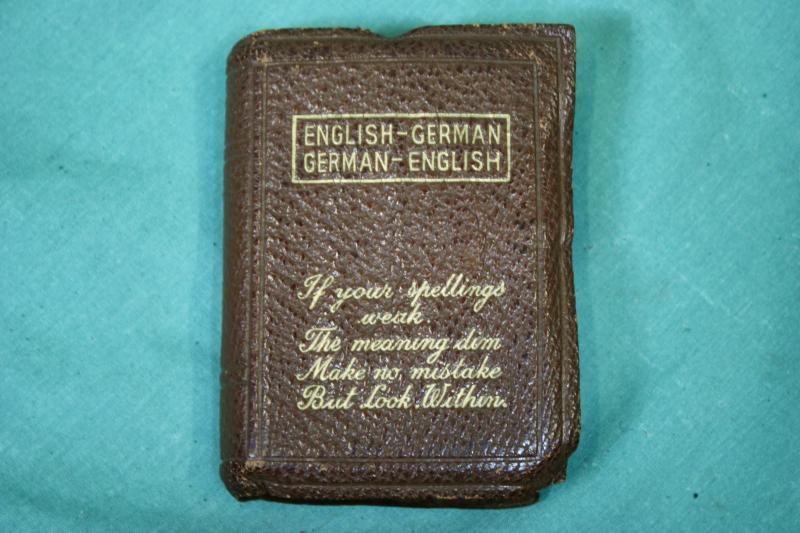 ENGLISH-GERMAN
GERMAN-ENGLISH
If your spellings
weak
The meaning dim
Make no mistake
But Look Within.